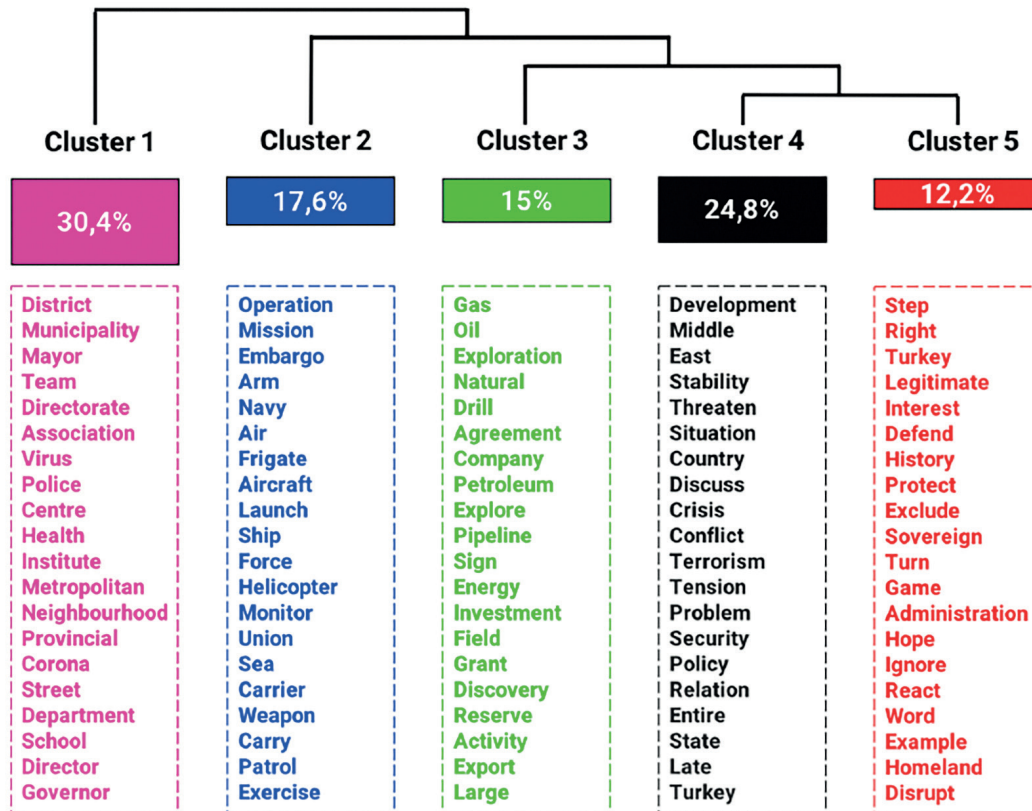 Cluster 1
Cluster 2
Cluster 3
Cluster 4
Cluster 5
30,4%
17,6%
15%
24,8%
12,2%
District
Municipality
Mayor
Team
Directorate
Association
Virus
Police
Centre
Health
Institute
Metropolitan
Neighbourhood
Provincial
Corona
Street
Department
School
Director
Governor
Operation
Mission
Embargo
Arm
Navy
Air
Frigate
Aircraft
Launch
Ship
Force
Helicopter
Monitor
Union
Sea
Carrier
Weapon
Carry
Patrol
Exercise
Gas
Oil
Exploration
Natural
Drill
Agreement
Company
Petroleum
Explore
Pipeline
Sign
Energy
Investment
Field
Grant
Discovery
Reserve
Activity
Export
Large
Development
Middle
East
Stability
Threaten
Situation
Country
Discuss
Crisis
Conflict
Terrorism
Tension
Problem
Security
Policy
Relation
Entire
State
Late
Turkey
Step
Right
Turkey
Legitimate
Interest
Defend
History
Protect
Exclude
Sovereign
Turn
Game
Administration
Hope
Ignore
React
Word
Example
Homeland
Disrupt